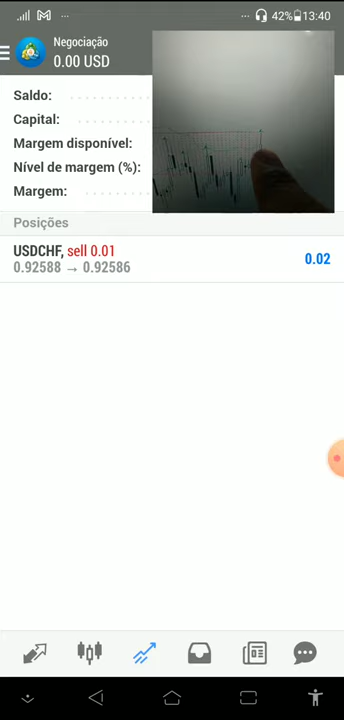 42% 13:40
Negociação
0.00 USD
Saldo:
Capital:
Margem disponível:
Nível de margem (%):
Margem:
Posições
USDCHF, sell 0.01
0.92588 → 0.92586
0.02